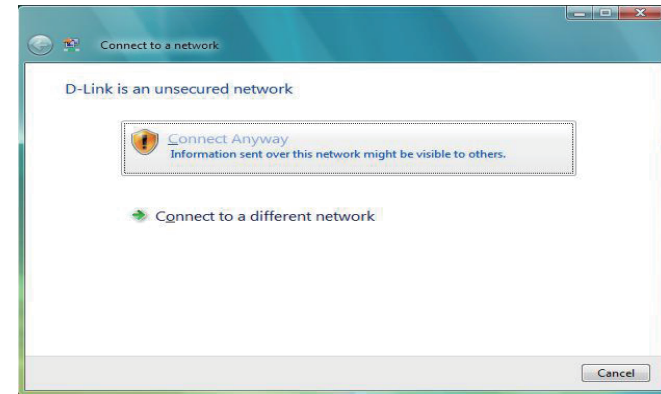 Connect to a network
D-Link is an unsecured network
Connect Anyway
Information sent over this network might be visible to others.
Connect to a different network
Cancel